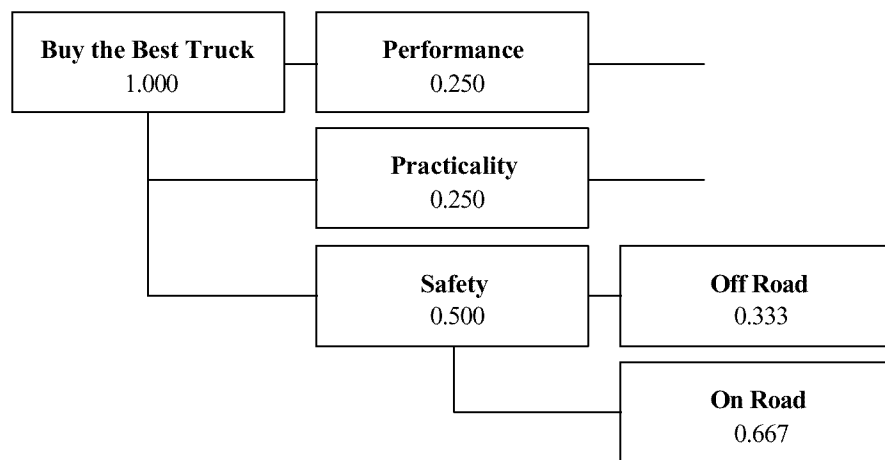 Buy the Best Truck
1.000
Performance
0.250
Practicality
0.250
Safety
0.500
Off Road
0.333
On Road
0.667